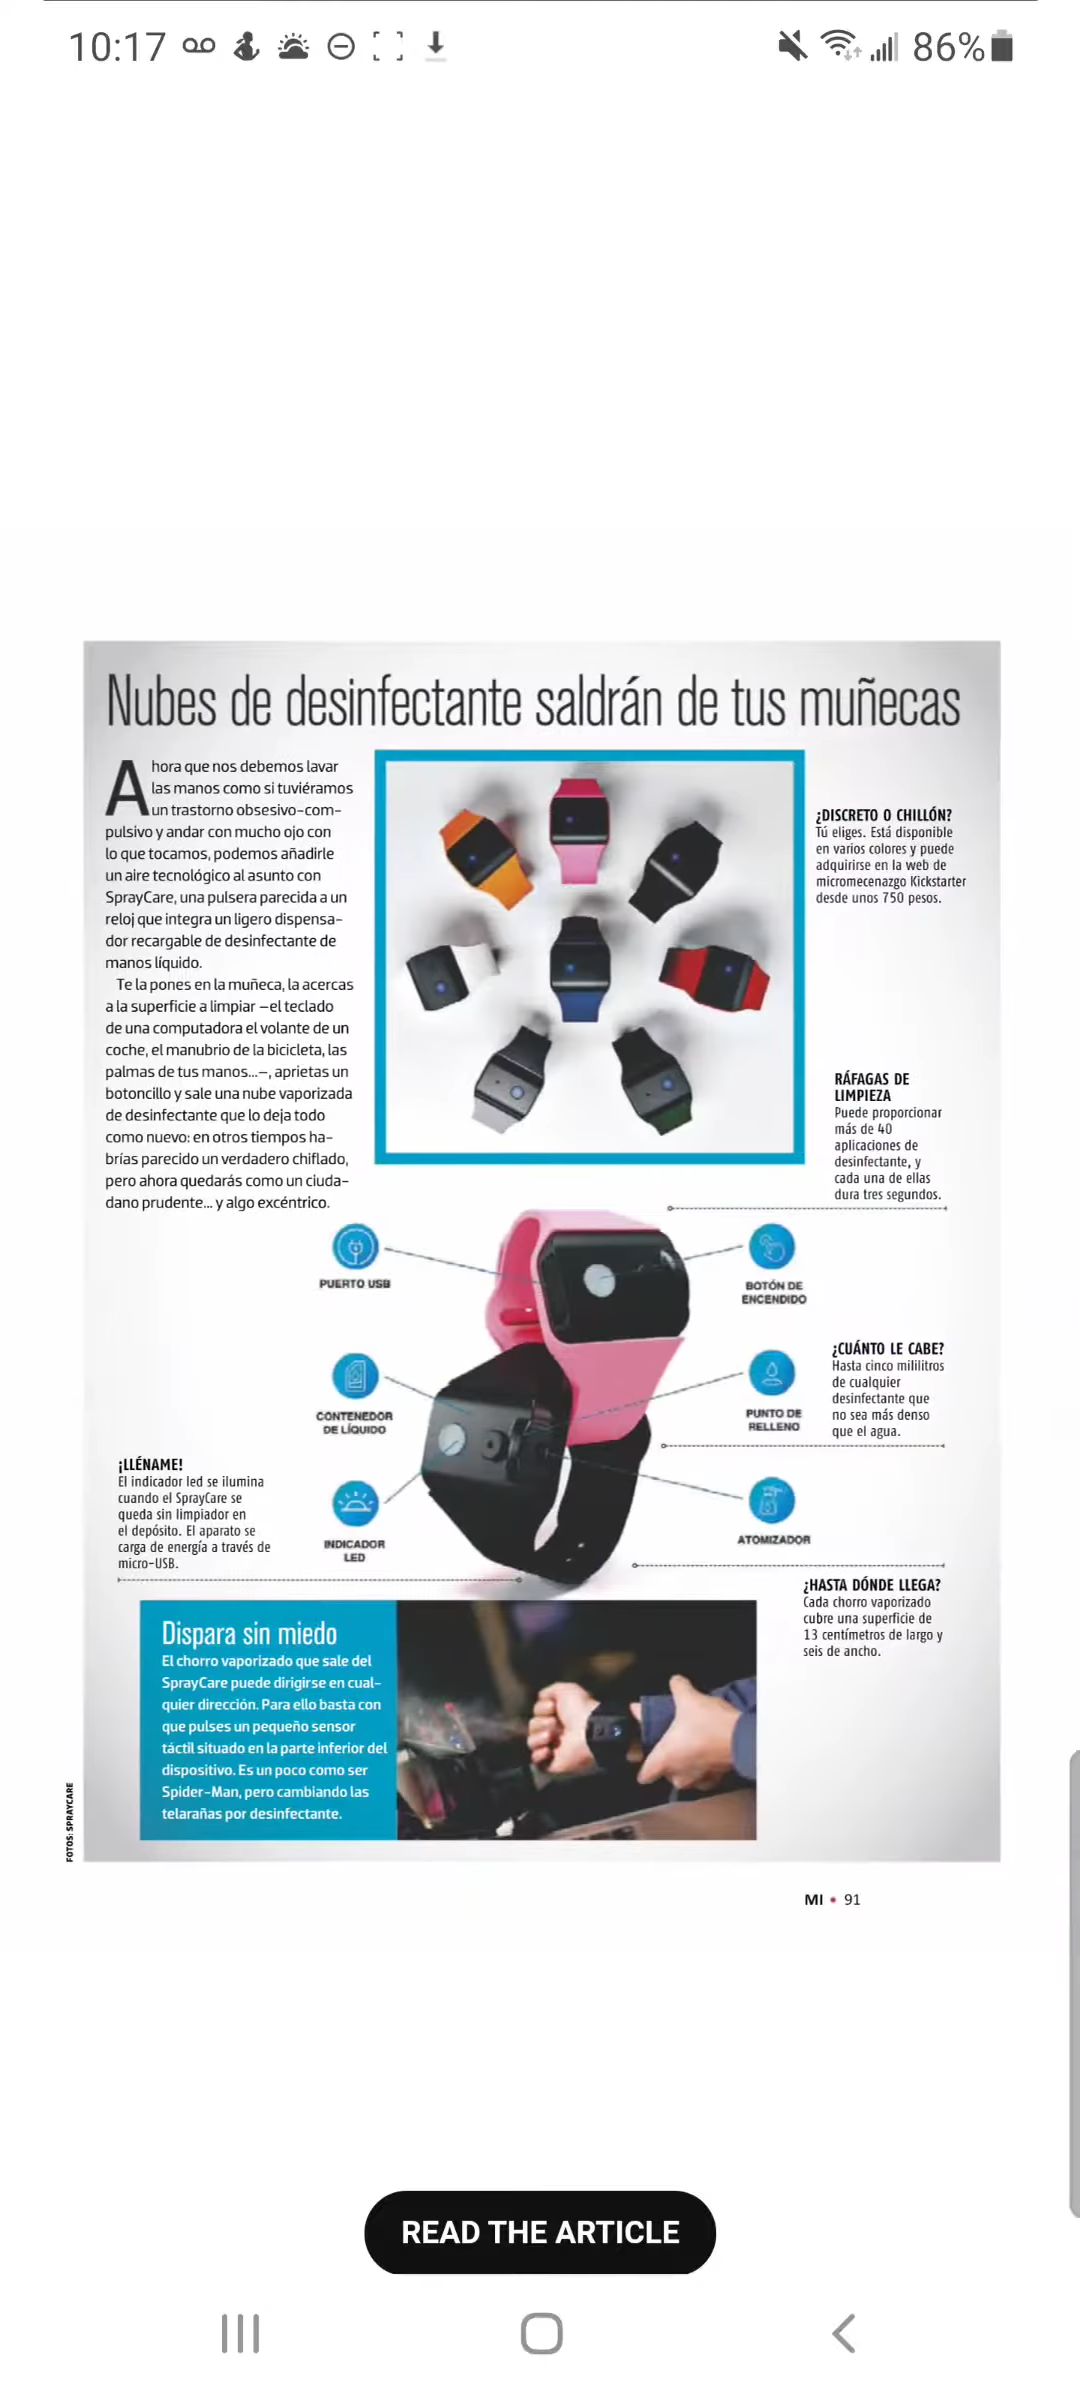 10:17
86%
Nubes de desinfectante saldrán de tus muñecas
Ahora que nos debemos lavar
las manos como si tuviéramos
un trastorno obsesivo-com-
pulsivo y andar con mucho ojo con
lo que tocamos, podemos añadirle
un aire tecnológico al asunto con
SprayCare, una pulsera parecida a un
reloj que integra un ligero dispensa-
dor recargable de desinfectante de
manos líquido.
Te la pones en la muñeca, la acercas
a la superficie a limpiar —el teclado
de una computadora el volante de un
coche, el manubrio de la bicicleta, las
palmas de tus manos...—, aprietas un
botoncillo y sale una nube vaporizada
de desinfectante que lo deja todo
como nuevo: en otros tiempos ha-
brías parecido un verdadero chiflado,
pero ahora quedarás como un ciuda-
dano prudente... y algo excéntrico.
¿DISCRETO O CHILLÓN?
Tú eliges. Está disponible
en varios colores y puede
adquirirse en la web de
micromecenazgo Kickstarter
desde unos 750 pesos.
RÁFAGAS DE
LIMPIEZA
Puede proporcionar
más de 40
aplicaciones de
desinfectante, y
cada una de ellas
dura tres segundos.
PUERTO USB
BOTÓN DE
ENCENDIDO
CONTENEDOR
DE LÍQUIDO
PUNTO DE
RELLENO
¿CUÁNTO LE CABE?
Hasta cinco mililitros
de cualquier
desinfectante que
no sea más denso
que el agua.
¡LLÉNAME!
El indicador led se ilumina
cuando el SprayCare se
queda sin limpiador en
el depósito. El aparato se
carga de energía a través de
micro-USB.
INDICADOR
LED
ATOMIZADOR
¿HASTA DÓNDE LLEGA?
Cada chorro vaporizado
cubre una superficie de
13 centímetros de largo y
seis de ancho.
Dispara sin miedo
El chorro vaporizado que sale del
SprayCare puede dirigirse en cual-
quier dirección. Para ello basta con
que pulses un pequeño sensor
táctil situado en la parte inferior del
dispositivo. Es un poco como ser
Spider-Man, pero cambiando las
telarañas por desinfectante.
FOTOS: SPRAYCARE
MI • 91
READ THE ARTICLE